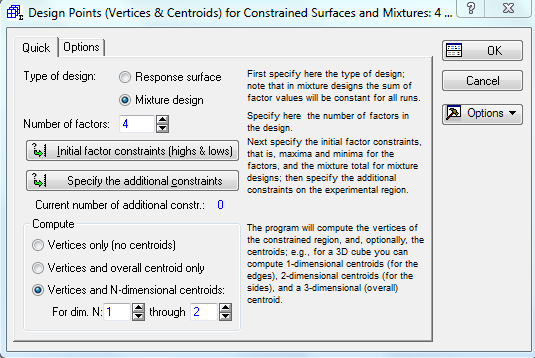 Design Points (Vertices & Centroids) for Constrained Surfaces and Mixtures: 4 ...
?
X
Quick
Options
Type of design:
Response surface
Mixture design
Number of factors:
4
Initial factor constraints (highs & lows)
Specify the additional constraints
Current number of additional constr.:
0
Compute
Vertices only (no centroids)
Vertices and overall centroid only
Vertices and N-dimensional centroids:
For dim. N:
1
through
2
First specify here the type of design;
note that in mixture designs the sum of
factor values will be constant for all runs.
Specify here the number of factors in
the design.
Next specify the initial factor constraints,
that is, maxima and minima for the
factors, and the mixture total for mixture
designs; then specify the additional
constraints on the experimental region.
The program will compute the vertices of
the constrained region, and, optionally, the
centroids; e.g., for a 3D cube you can
compute 1-dimensional centroids (for the
edges), 2-dimensional centroids (for the
sides), and a 3-dimensional (overall)
centroid.
OK
Cancel
Options